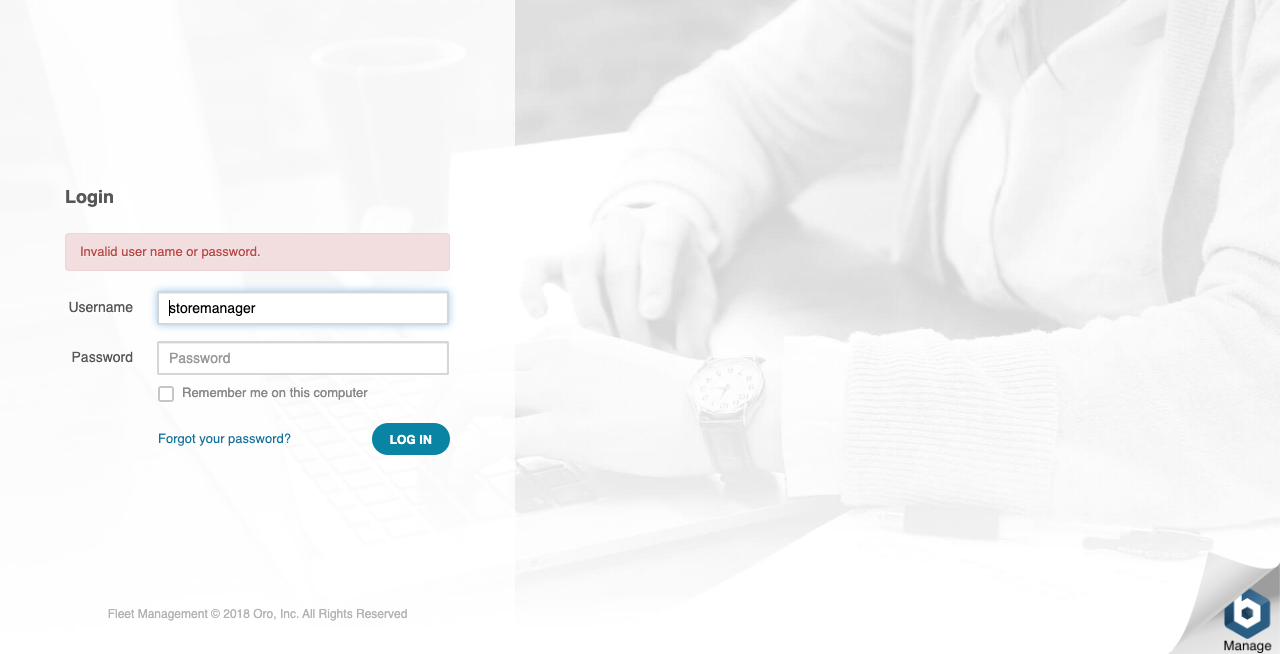 Login
Invalid user name or password.
Username storemanager
Password Password
Remember me on this computer
Forgot your password? LOG IN
Fleet Management © 2018 Oro, Inc. All Rights Reserved
Manage